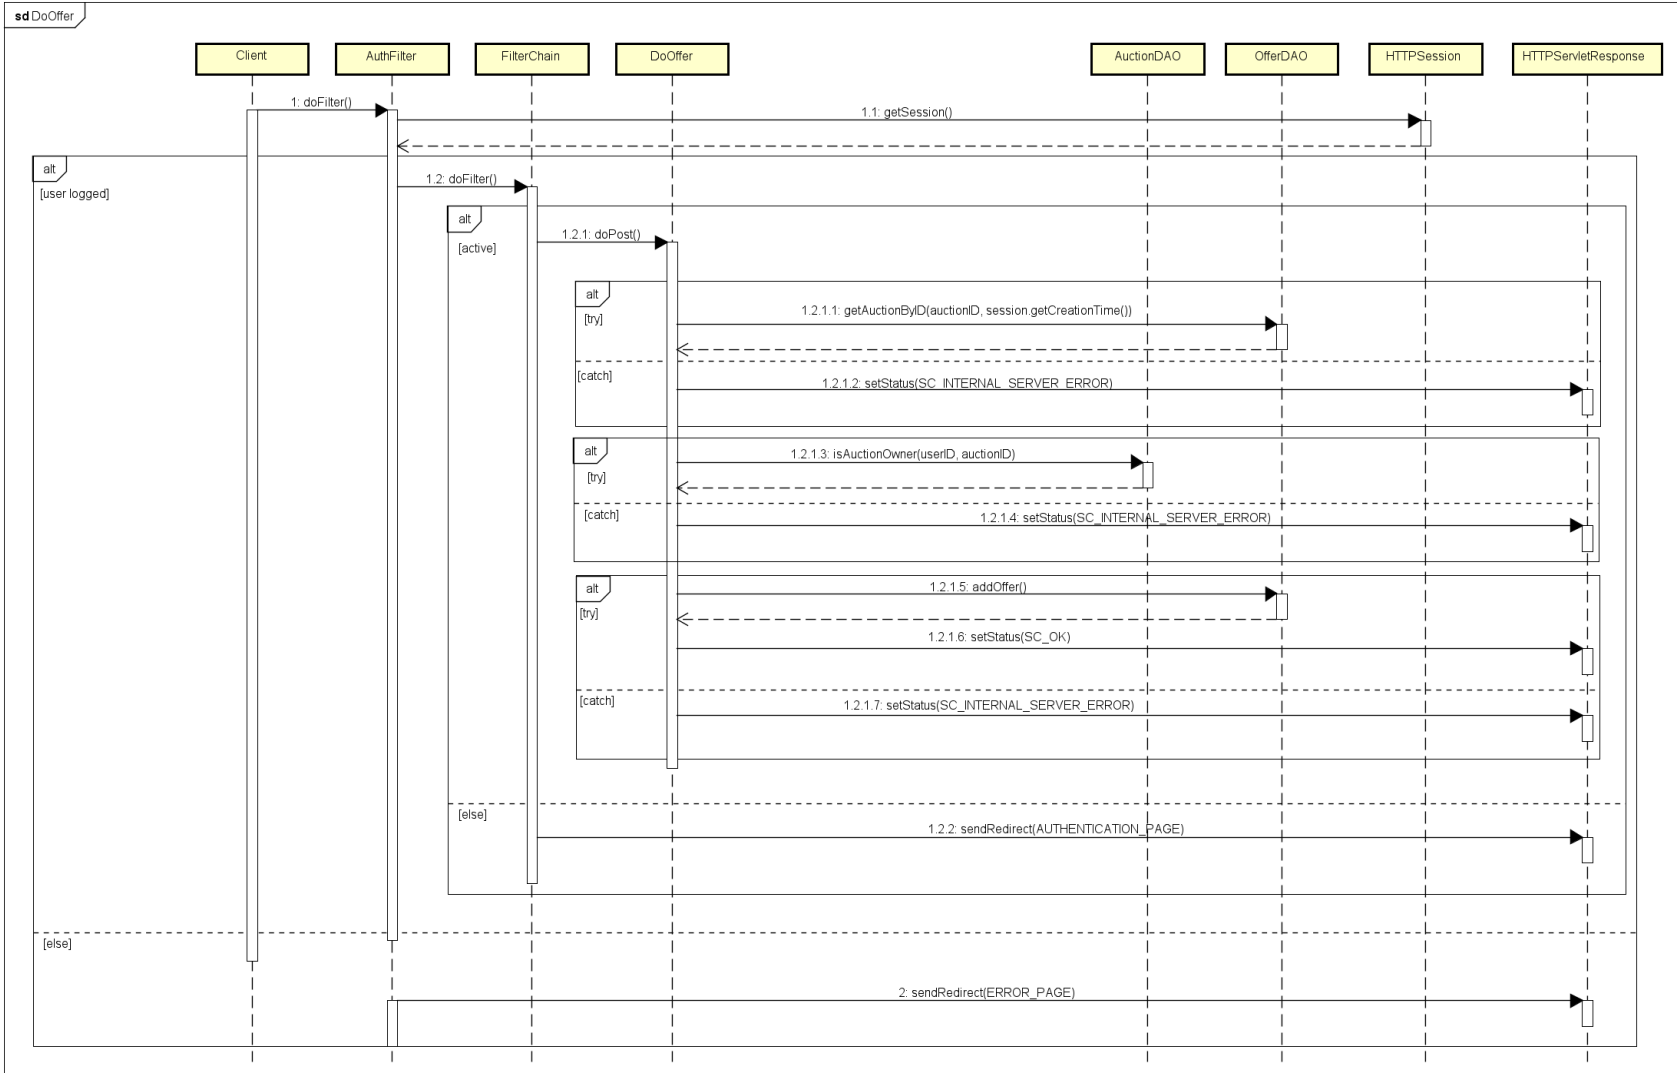 sd DoOffer
Client
AuthFilter
FilterChain
DoOffer
AuctionDAO
OfferDAO
HTTPSession
HTTPServletResponse
1: doFilter()
1.1: getSession()
alt
[user logged]
1.2: doFilter()
alt
[active]
1.2.1: doPost()
alt
[try]
1.2.1.1: getAuctionByID(auctionID, session.getCreationTime())
[catch]
1.2.1.2: setStatus(SC_INTERNAL_SERVER_ERROR)
alt
[try]
1.2.1.3: isAuctionOwner(userID, auctionID)
[catch]
1.2.1.4: setStatus(SC_INTERNAL_SERVER_ERROR)
alt
[try]
1.2.1.5: addOffer()
1.2.1.6: setStatus(SC_OK)
[catch]
1.2.1.7: setStatus(SC_INTERNAL_SERVER_ERROR)
[else]
1.2.2: sendRedirect(AUTHENTICATION_PAGE)
[else]
2: sendRedirect(ERROR_PAGE)